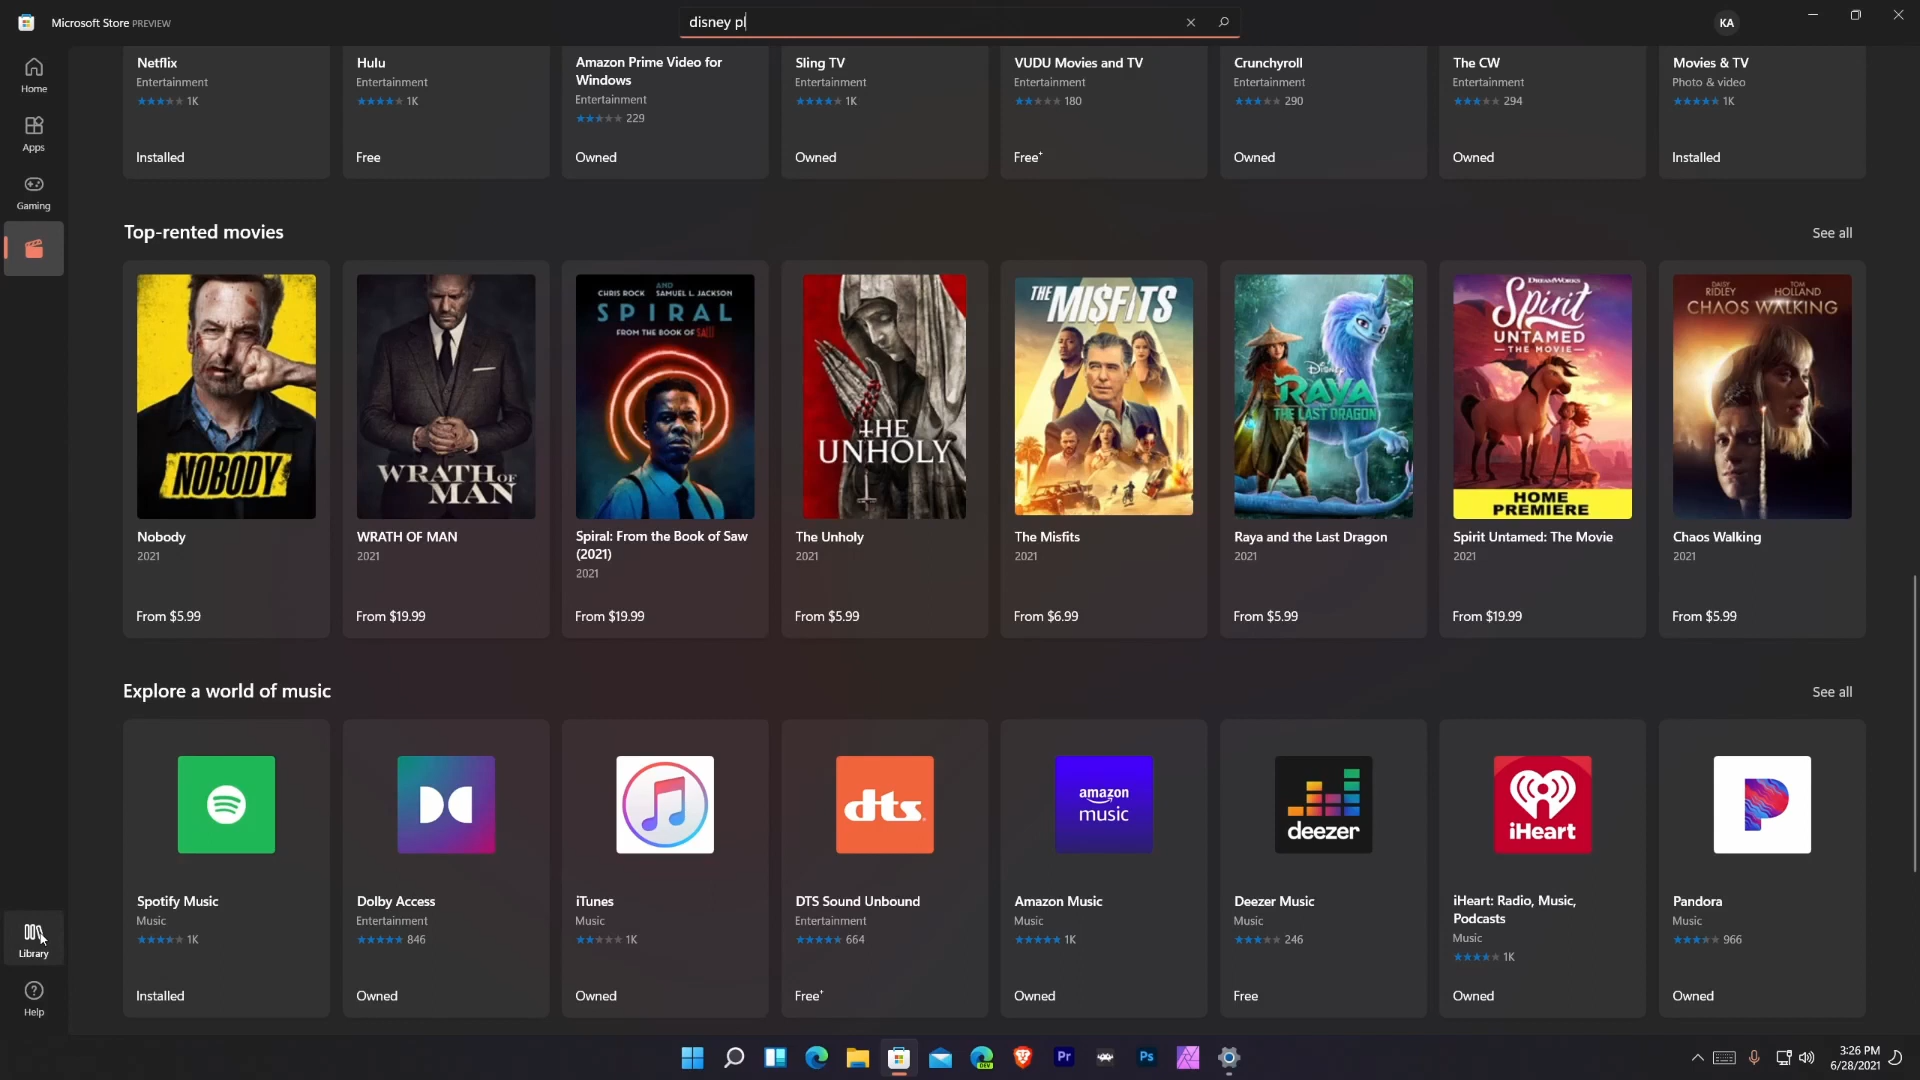 Microsoft Store PREVIEW
disney pl
KA
Home
Apps
Gaming
Library
Help
Netflix
Entertainment
1K
Installed
Hulu
Entertainment
1K
Free
Amazon Prime Video for
Windows
Entertainment
229
Owned
Sling TV
Entertainment
1K
Owned
VUDU Movies and TV
Entertainment
180
Free+
Crunchyroll
Entertainment
290
Owned
The CW
Entertainment
294
Owned
Movies & TV
Photo & video
1K
Installed
Top-rented movies
See all
NOBODY
Nobody
2021
From $5.99
WRATH OF
MAN
WRATH OF MAN
2021
From $19.99
AND
CHRIS ROCK SAMUEL L. JACKSON
SPIRAL
FROM THE BOOK OF SAW
Spiral: From the Book of Saw
(2021)
2021
From $19.99
THE
UNHOLY
The Unholy
2021
From $5.99
THE MISFITS
The Misfits
2021
From $6.99
Disney
RAYA
AND THE LAST DRAGON
Raya and the Last Dragon
2021
From $5.99
DREAMWORKS
Spirit
UNTAMED
THE MOVIE
HOME
PREMIERE
Spirit Untamed: The Movie
2021
From $19.99
DAISY RIDLEY TOM HOLLAND
CHAOS WALKING
Chaos Walking
2021
From $5.99
Explore a world of music
See all
Spotify Music
Music
1K
Installed
Dolby Access
Entertainment
846
Owned
iTunes
Music
1K
Owned
dts
DTS Sound Unbound
Entertainment
664
Free+
amazon
music
Amazon Music
Music
1K
Owned
deezer
Deezer Music
Music
246
Free
iHeart
iHeart: Radio, Music,
Podcasts
Music
1K
Owned
Pandora
Music
966
Owned
DEV
Pr
Ps
3:26 PM
6/28/2021